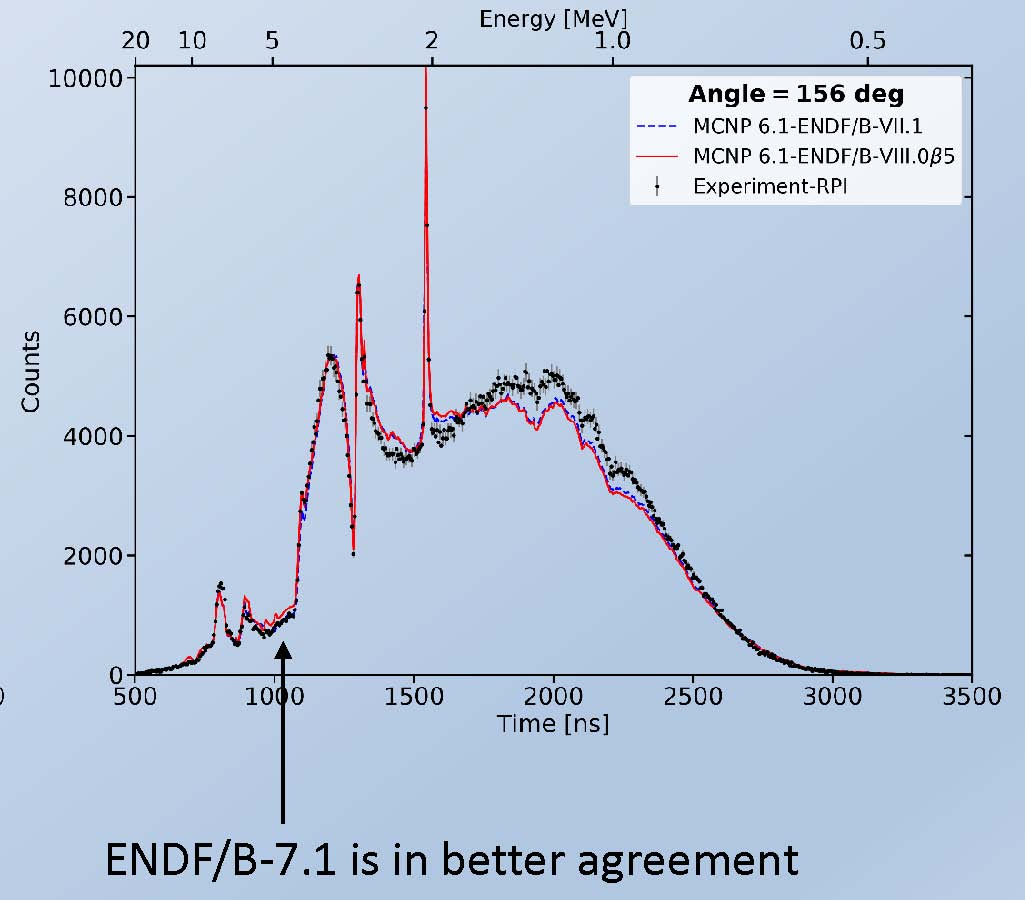 Energy [MeV]
20 10 5 2 1.0 0.5
10000
Angle = 156 deg
MCNP 6.1-ENDF/B-VII.1
MCNP 6.1-ENDF/B-VIII.0β5
Experiment-RPI
8000
6000
Counts
4000
2000
0
0 500 1000 1500 2000 2500 3000 3500
Time [ns]
ENDF/B-7.1 is in better agreement